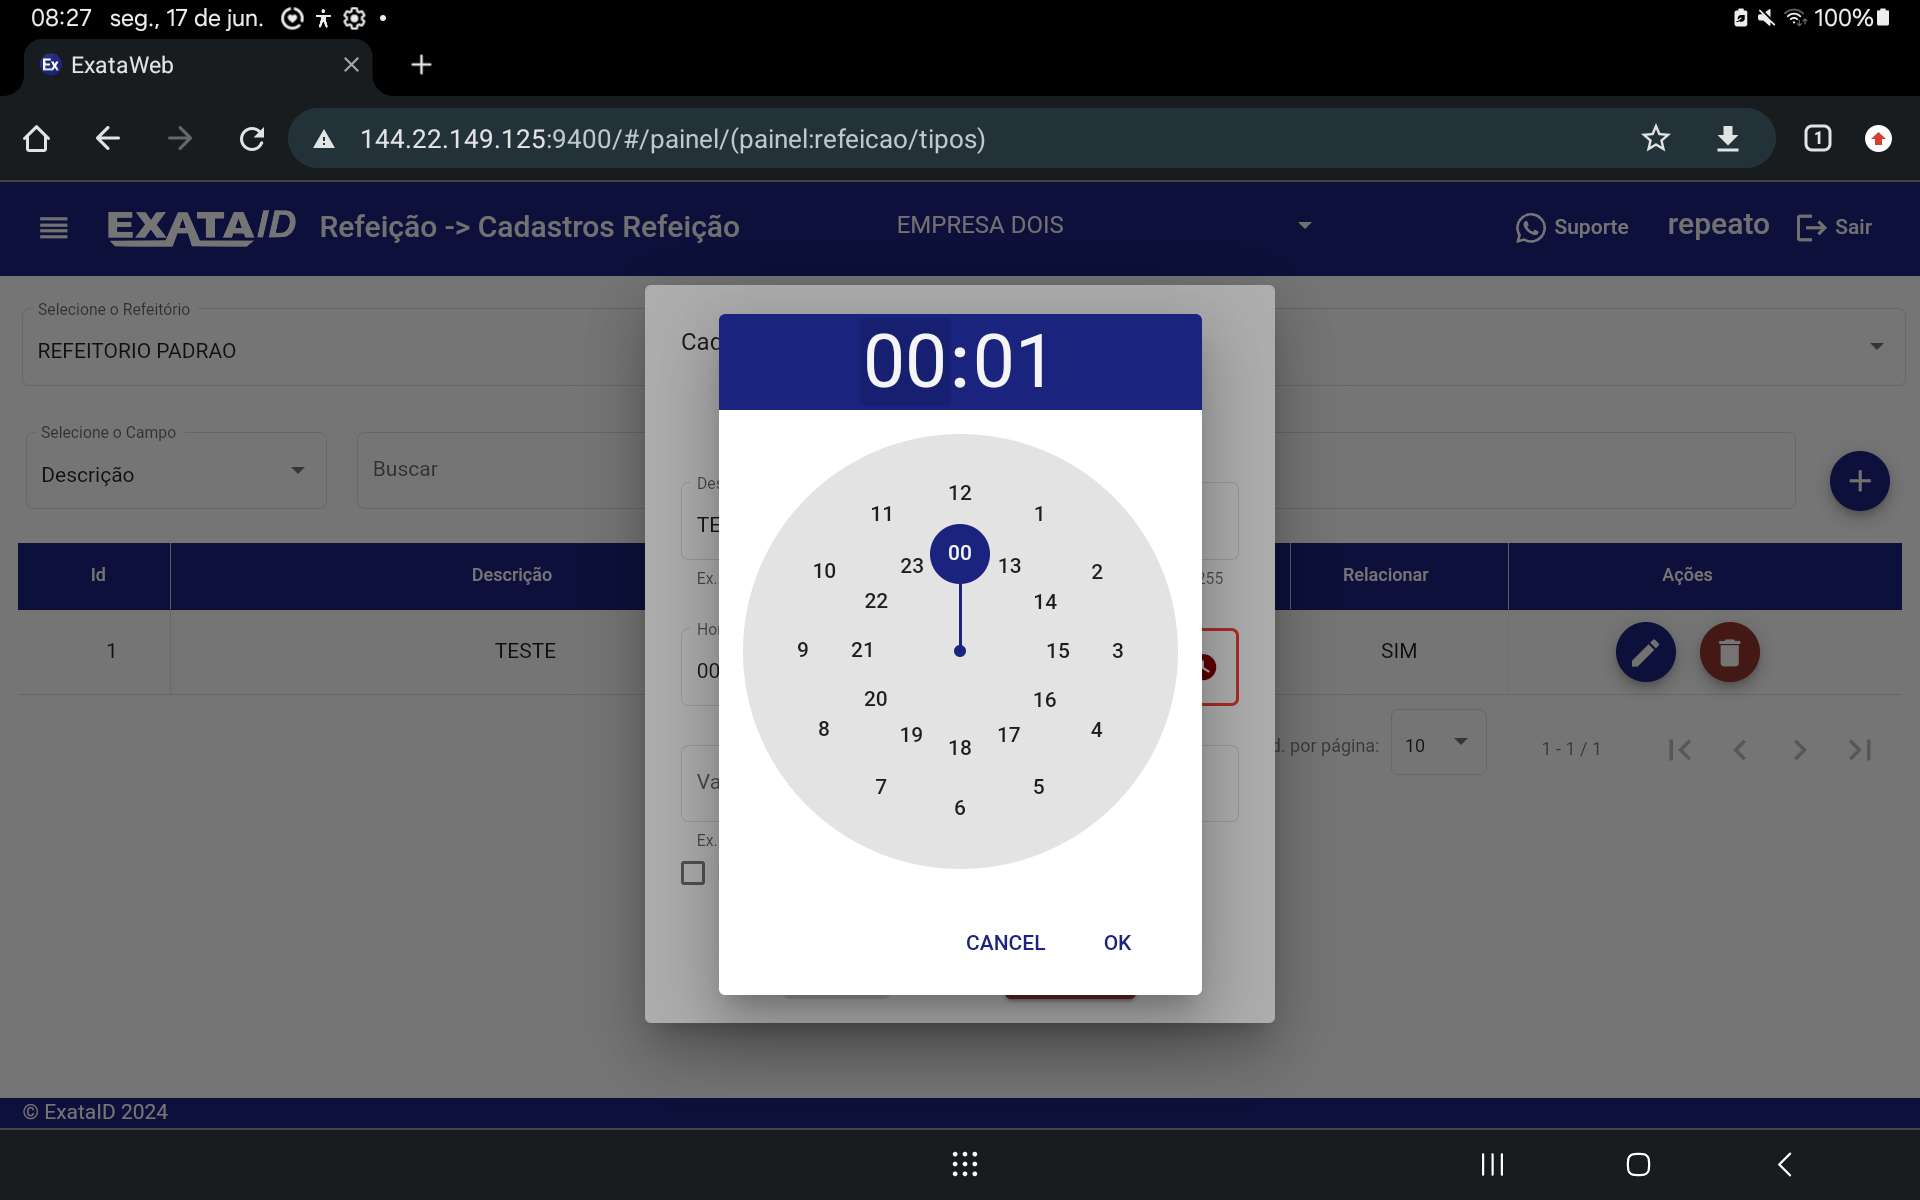 08:27 seg., 17 de jun.
100%
Ex ExataWeb
144.22.149.125:9400/#/painel/(painel:refeicao/tipos)
1
EXATAID Refeição -> Cadastros Refeição EMPRESA DOIS Suporte repeato Sair
Selecione o Refeitório
REFEITORIO PADRAO
Selecione o Campo
Descrição
Buscar
Id Descrição Relacionar Ações
1 TESTE SIM
d. por página: 10 1 - 1 / 1
Cad
Des
TE
Ex.
255
Hor
00
Va
Ex.
00:01
12
11 1
00
10 23 13 2
22 14
9 21 15 3
20 16
8 19 18 17 4
7 5
6
CANCEL OK
© ExataID 2024